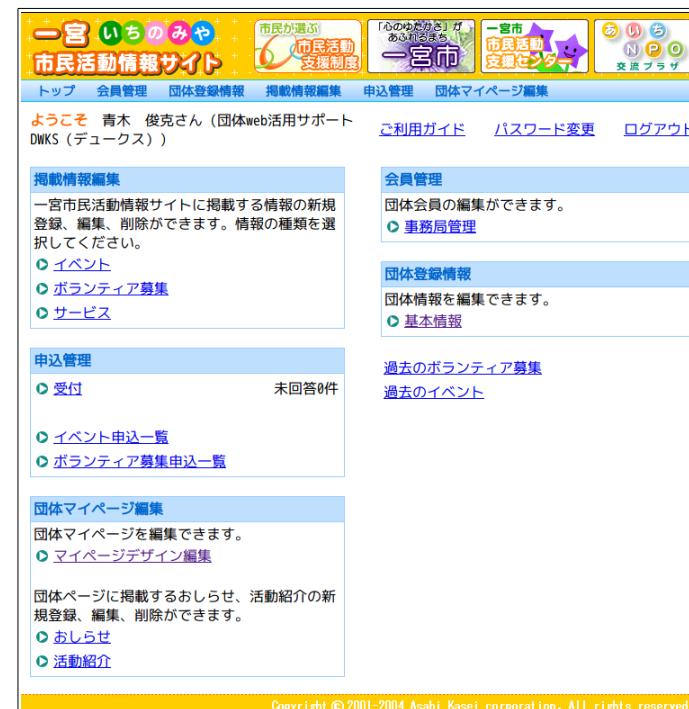 一宮 いちのみや
市民活動情報サイト
市民が選ぶ
市民活動
支援制度
「心のゆたかさ」が
あふれるまち
一宮市
一宮市
市民活動
支援センター
あいち
NPO
交流プラザ
トップ 会員管理 団体登録情報 掲載情報編集 申込管理 団体マイページ編集
ようこそ 青木 俊克さん（団体web活用サポート
DWKS（デュークス））
ご利用ガイド パスワード変更 ログアウト
掲載情報編集
一宮市民活動情報サイトに掲載する情報の新規
登録、編集、削除ができます。情報の種類を選
択してください。
イベント
ボランティア募集
サービス
会員管理
団体会員の編集ができます。
事務局管理
団体登録情報
団体情報を編集できます。
基本情報
過去のボランティア募集
過去のイベント
申込管理
受付 未回答0件
イベント申込一覧
ボランティア募集申込一覧
団体マイページ編集
団体マイページを編集できます。
マイページデザイン編集
団体ページに掲載するおしらせ、活動紹介の新
規登録、編集、削除ができます。
おしらせ
活動紹介
Copyright © 2001-2004 Asahi Kasei corporation. All rights reserved